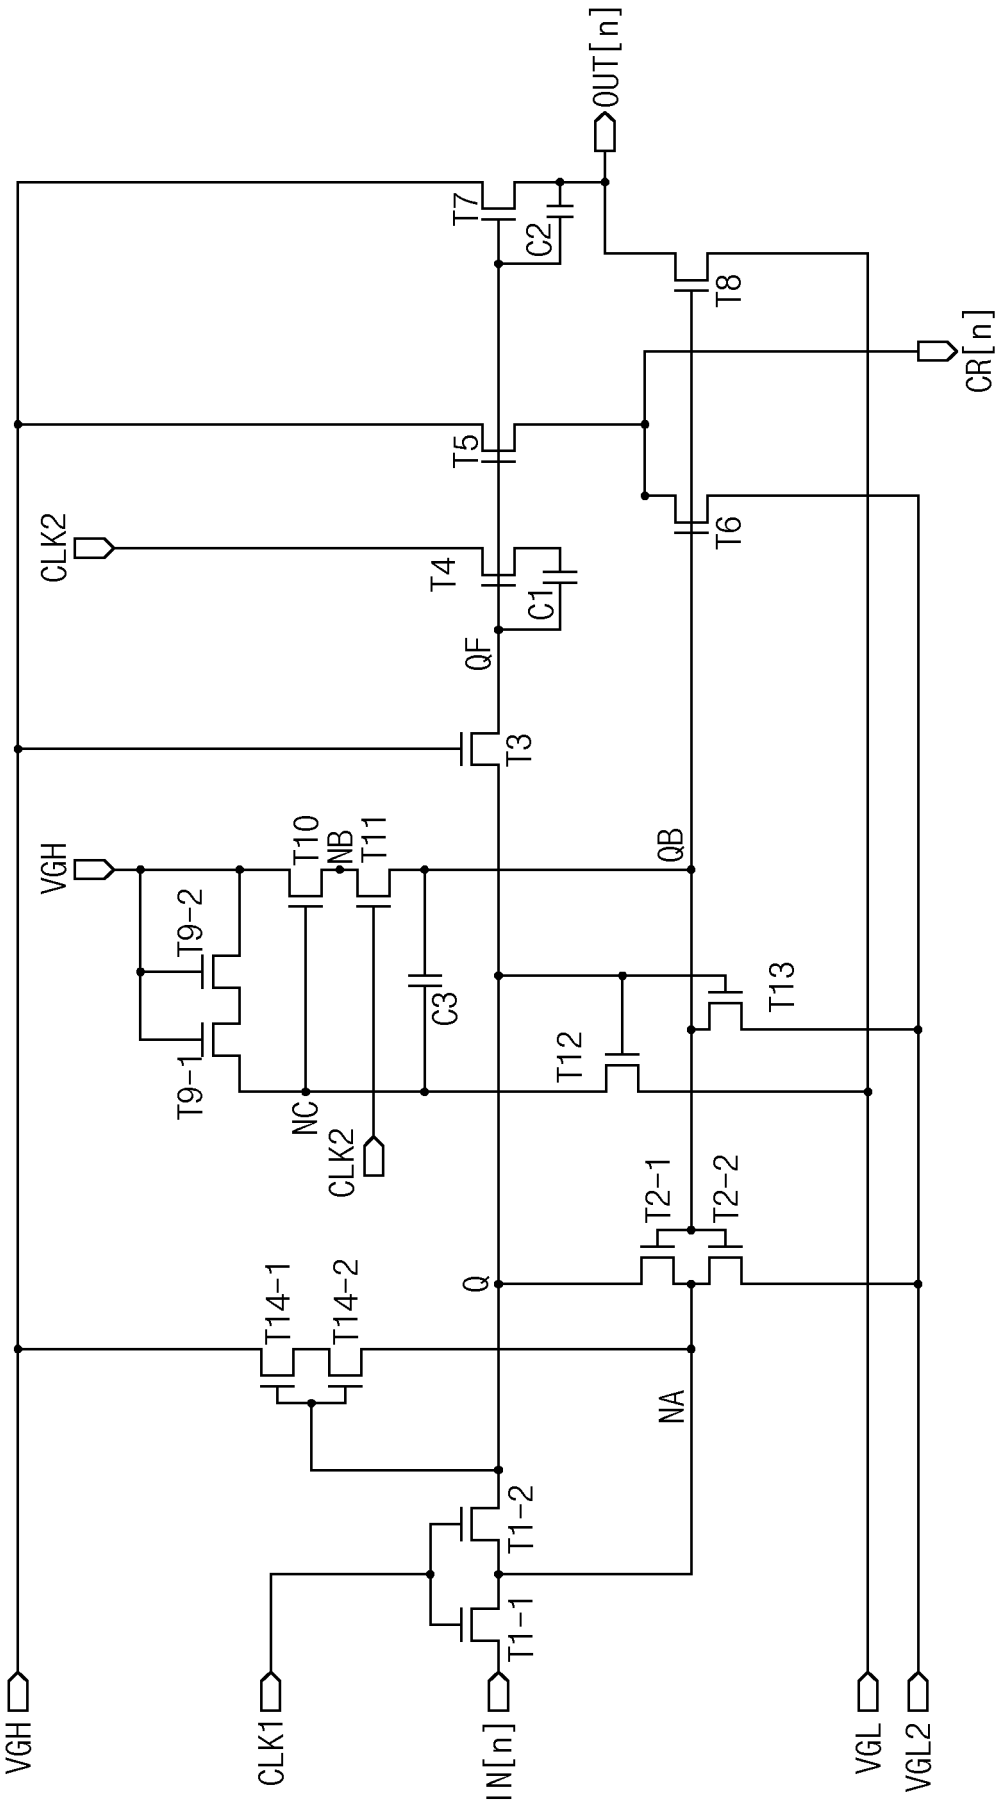 VGH
CLK1
IN[n]
VGL
VGL2
T1-1
T1-2
NA
T14-1
T14-2
Q
T2-1
T2-2
CLK2
NC
T9-1
T9-2
VGH
T10
NB
T11
C3
T12
T13
QB
T3
QF
CLK2
T4
C1
T5
T6
T7
C2
T8
OUT[n]
CR[n]